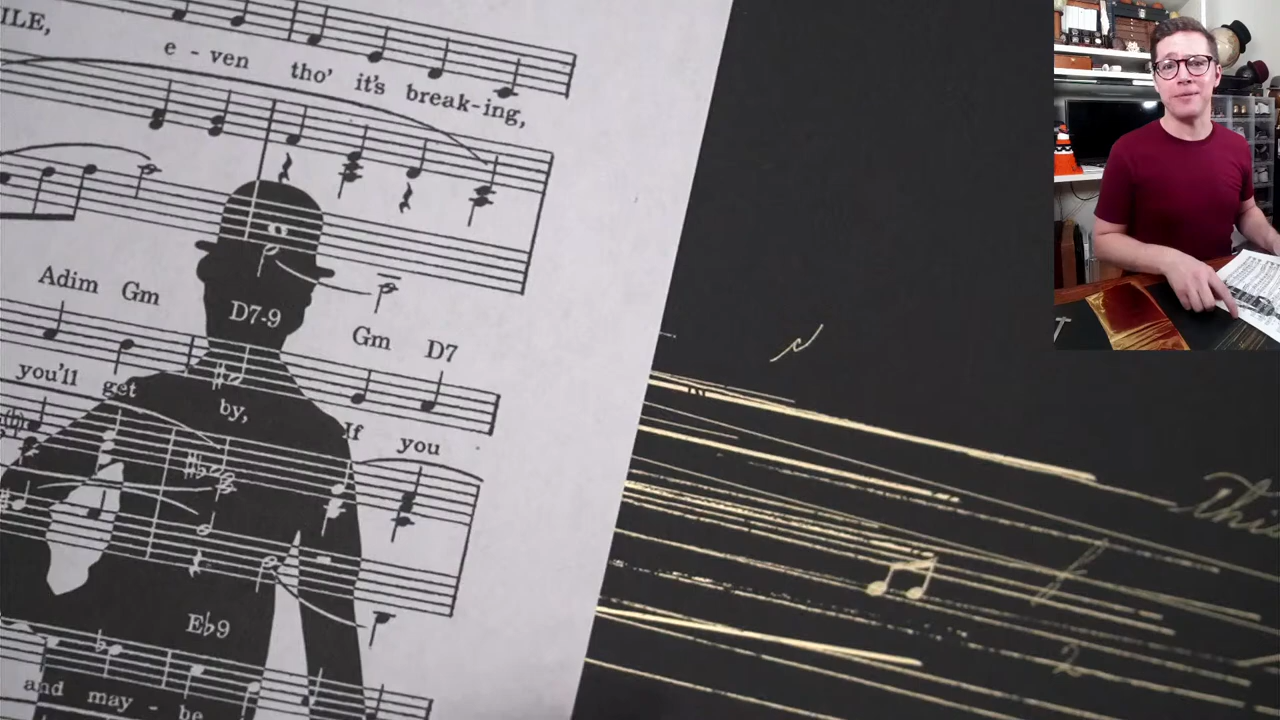 ILE,
e - ven tho' it's break-ing,
Adim Gm D7-9 Gm D7
you'll get by, If you
Eb9
and may - be